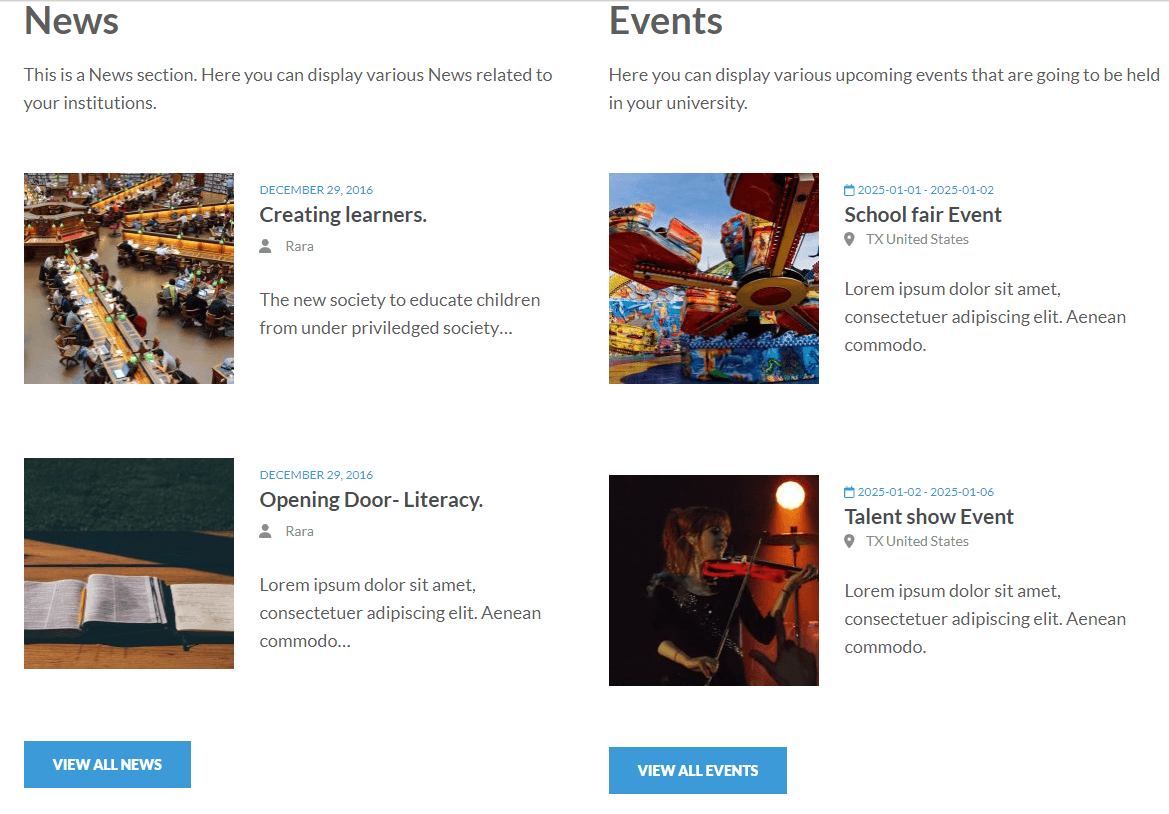 News
This is a News section. Here you can display various News related to
your institutions.
DECEMBER 29, 2016
Creating learners.
Rara
The new society to educate children
from under priviledged society...
DECEMBER 29, 2016
Opening Door- Literacy.
Rara
Lorem ipsum dolor sit amet,
consectetuer adipiscing elit. Aenean
commodo...
VIEW ALL NEWS
Events
Here you can display various upcoming events that are going to be held
in your university.
2025-01-01 - 2025-01-02
School fair Event
TX United States
Lorem ipsum dolor sit amet,
consectetuer adipiscing elit. Aenean
commodo.
2025-01-02 - 2025-01-06
Talent show Event
TX United States
Lorem ipsum dolor sit amet,
consectetuer adipiscing elit. Aenean
commodo.
VIEW ALL EVENTS